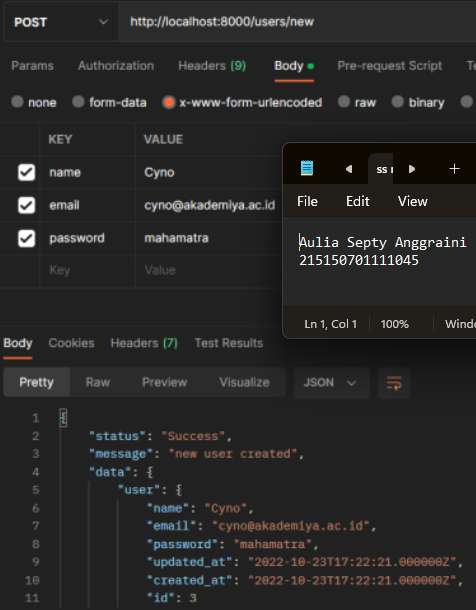 POST http://localhost:8000/users/new
Params Authorization Headers (9) Body Pre-request Script
none form-data x-www-form-urlencoded raw binary
KEY VALUE
name Cyno
email cyno@akademiya.ac.id
password mahamatra
Key Value
File Edit View
Aulia Septy Anggraini
215150701111045
Ln 1, Col 1 100%
Body Cookies Headers (7) Test Results
Pretty Raw Preview Visualize JSON
1 {
2 "status": "Success",
3 "message": "new user created",
4 "data": {
5 "user": {
6 "name": "Cyno",
7 "email": "cyno@akademiya.ac.id",
8 "password": "mahamatra",
9 "updated_at": "2022-10-23T17:22:21.000000Z",
10 "created_at": "2022-10-23T17:22:21.000000Z",
11 "id": 3